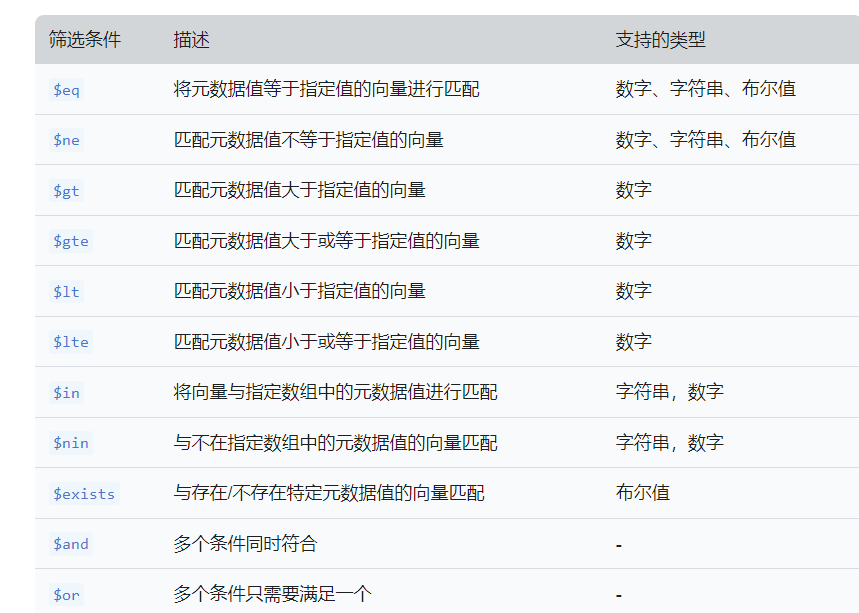 筛选条件 描述 支持的类型
$eq 将元数据值等于指定值的向量进行匹配 数字、字符串、布尔值
$ne 匹配元数据值不等于指定值的向量 数字、字符串、布尔值
$gt 匹配元数据值大于指定值的向量 数字
$gte 匹配元数据值大于或等于指定值的向量 数字
$lt 匹配元数据值小于指定值的向量 数字
$lte 匹配元数据值小于或等于指定值的向量 数字
$in 将向量与指定数组中的元数据值进行匹配 字符串，数字
$nin 与不在指定数组中的元数据值的向量匹配 字符串，数字
$exists 与存在/不存在特定元数据值的向量匹配 布尔值
$and 多个条件同时符合 -
$or 多个条件只需要满足一个 -